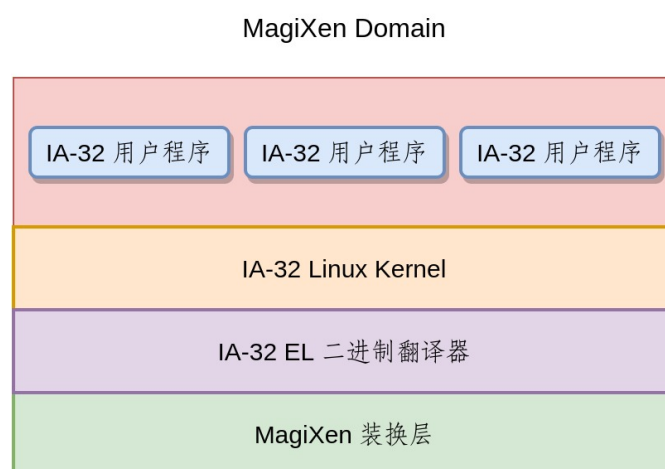 MagiXen Domain
IA-32 用户程序 IA-32 用户程序 IA-32 用户程序
IA-32 Linux Kernel
IA-32 EL 二进制翻译器
MagiXen 装换层